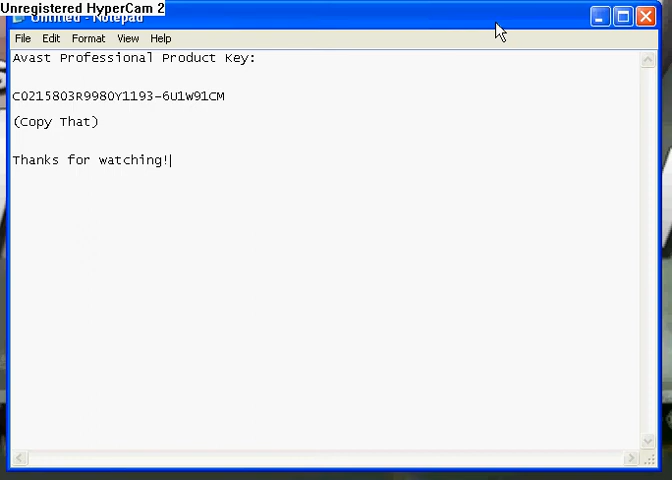 Unregistered HyperCam 2
Untitled - Notepad
File Edit Format View Help
Avast Professional Product Key:
C0215803R9980Y1193-6U1W91CM
(Copy That)
Thanks for watching!